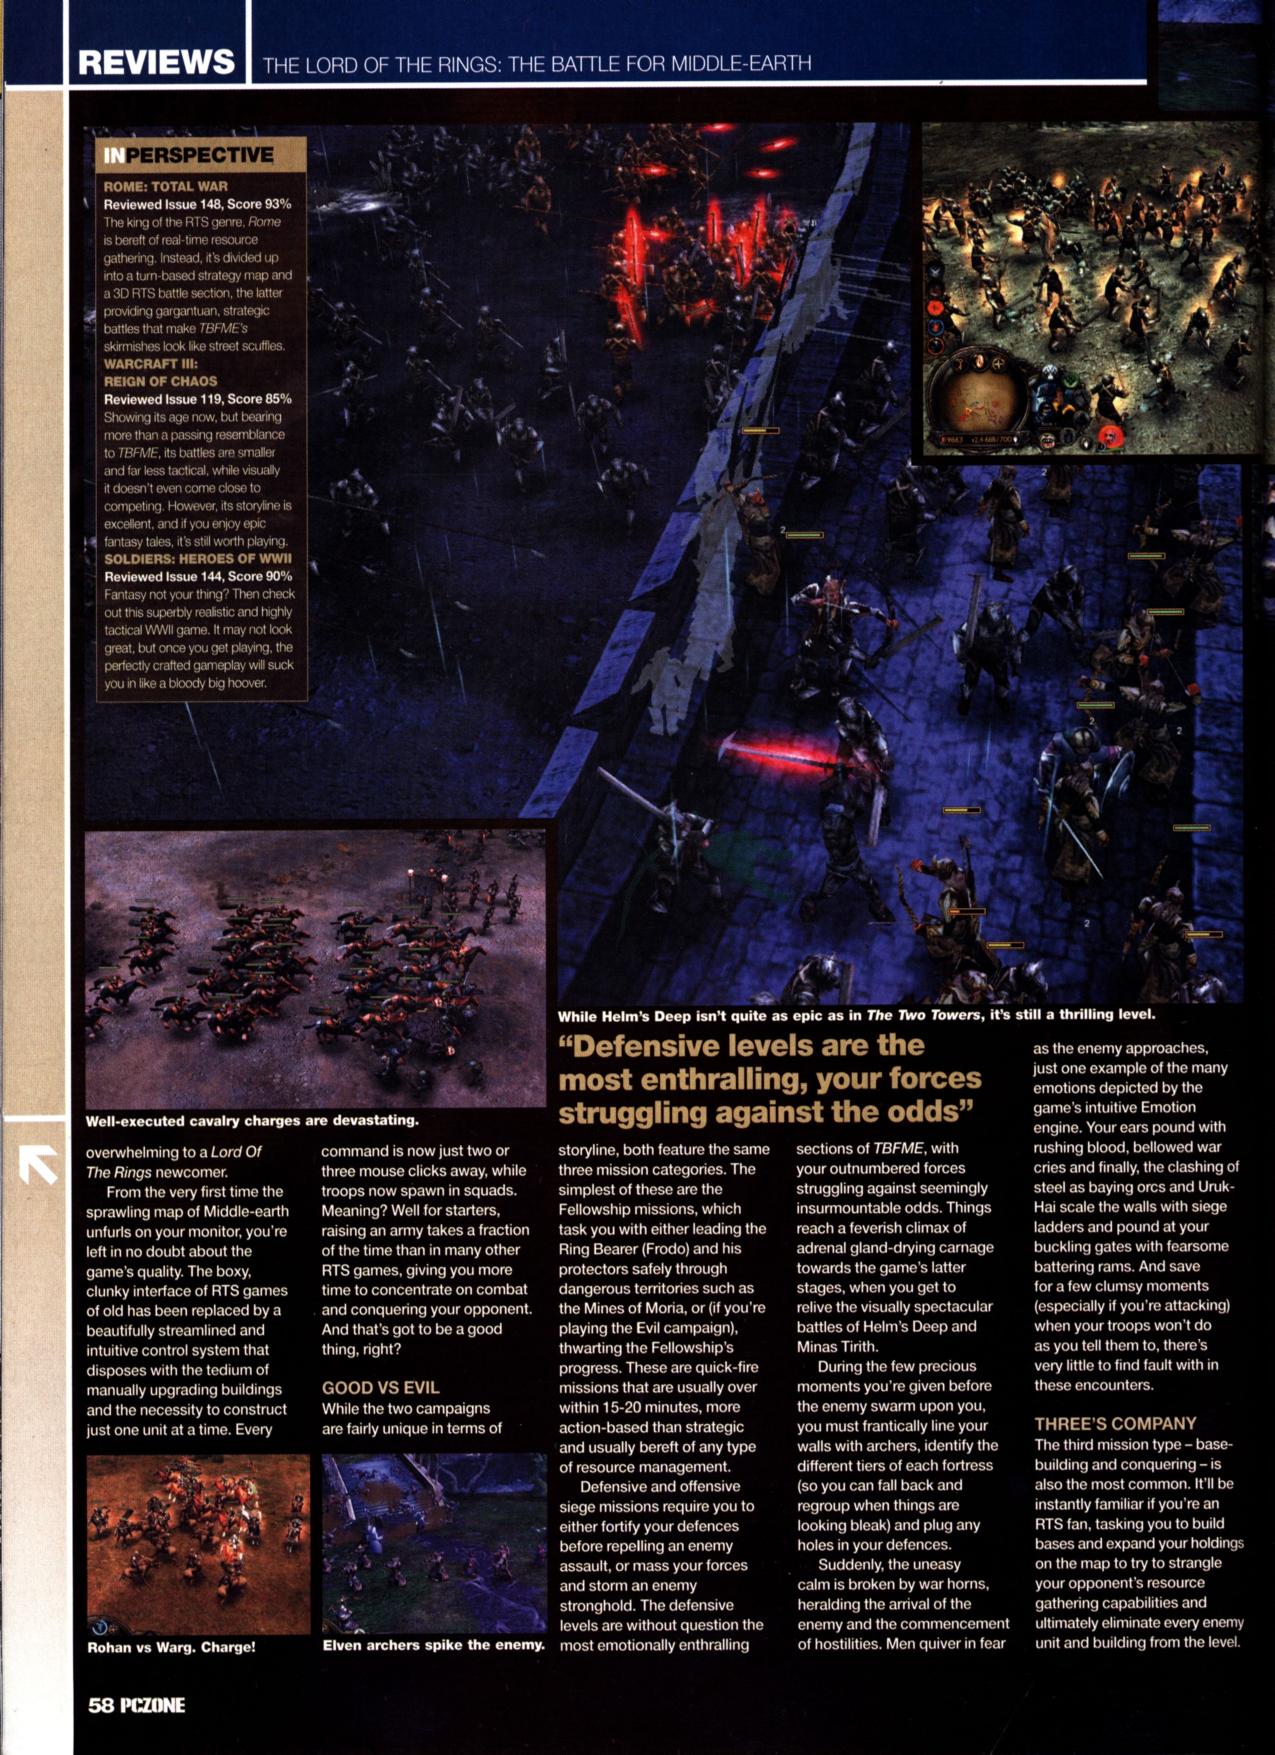 REVIEWS
THE LORD OF THE RINGS: THE BATTLE FOR MIDDLE-EARTH
INPERSPECTIVE
ROME: TOTAL WAR
Reviewed Issue 148, Score 93%
The king of the RTS genre, Rome
is bereft of real-time resource
gathering. Instead, it's divided up
into a turn-based strategy map and
a 3D RTS battle section, the latter
providing gargantuan, strategic
battles that make TBFME's
skirmishes look like street scuffles.
WARCRAFT III:
REIGN OF CHAOS
Reviewed Issue 119, Score 85%
Showing its age now, but bearing
more than a passing resemblance
to TBFME, its battles are smaller
and far less tactical, while visually
it doesn't even come close to
competing. However, its storyline is
excellent, and if you enjoy epic
fantasy tales, it's still worth playing.
SOLDIERS: HEROES OF WWII
Reviewed Issue 144, Score 90%
Fantasy not your thing? Then check
out this superbly realistic and highly
tactical WWII game. It may not look
great, but once you get playing, the
perfectly crafted gameplay will suck
you in like a bloody big hoover.
While Helm's Deep isn't quite as epic as in The Two Towers, it's still a thrilling level.
Well-executed cavalry charges are devastating.
"Defensive levels are the
most enthralling, your forces
struggling against the odds"
overwhelming to a Lord Of
The Rings newcomer.
From the very first time the
sprawling map of Middle-earth
unfurls on your monitor, you're
left in no doubt about the
game's quality. The boxy,
clunky interface of RTS games
of old has been replaced by a
beautifully streamlined and
intuitive control system that
disposes with the tedium of
manually upgrading buildings
and the necessity to construct
just one unit at a time. Every
command is now just two or
three mouse clicks away, while
troops now spawn in squads.
Meaning? Well for starters,
raising an army takes a fraction
of the time than in many other
RTS games, giving you more
time to concentrate on combat
and conquering your opponent.
And that's got to be a good
thing, right?
GOOD VS EVIL
While the two campaigns
are fairly unique in terms of
Rohan vs Warg. Charge!
Elven archers spike the enemy.
storyline, both feature the same
three mission categories. The
simplest of these are the
Fellowship missions, which
task you with either leading the
Ring Bearer (Frodo) and his
protectors safely through
dangerous territories such as
the Mines of Moria, or (if you're
playing the Evil campaign),
thwarting the Fellowship's
progress. These are quick-fire
missions that are usually over
within 15-20 minutes, more
action-based than strategic
and usually bereft of any type
of resource management.
Defensive and offensive
siege missions require you to
either fortify your defences
before repelling an enemy
assault, or mass your forces
and storm an enemy
stronghold. The defensive
levels are without question the
most emotionally enthralling
sections of TBFME, with
your outnumbered forces
struggling against seemingly
insurmountable odds. Things
reach a feverish climax of
adrenal gland-drying carnage
towards the game's latter
stages, when you get to
relive the visually spectacular
battles of Helm's Deep and
Minas Tirith.
During the few precious
moments you're given before
the enemy swarm upon you,
you must frantically line your
walls with archers, identify the
different tiers of each fortress
(so you can fall back and
regroup when things are
looking bleak) and plug any
holes in your defences.
Suddenly, the uneasy
calm is broken by war horns,
heralding the arrival of the
enemy and the commencement
of hostilities. Men quiver in fear
as the enemy approaches,
just one example of the many
emotions depicted by the
game's intuitive Emotion
engine. Your ears pound with
rushing blood, bellowed war
cries and finally, the clashing of
steel as baying orcs and Uruk-
Hai scale the walls with siege
ladders and pound at your
buckling gates with fearsome
battering rams. And save
for a few clumsy moments
(especially if you're attacking)
when your troops won't do
as you tell them to, there's
very little to find fault with in
these encounters.
THREE'S COMPANY
The third mission type – base-
building and conquering – is
also the most common. It'll be
instantly familiar if you're an
RTS fan, tasking you to build
bases and expand your holdings
on the map to try to strangle
your opponent's resource
gathering capabilities and
ultimately eliminate every enemy
unit and building from the level.
58 PCZONE